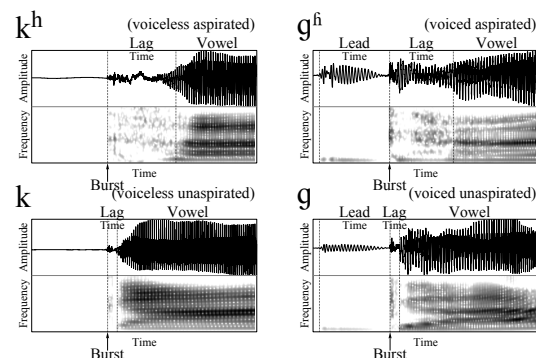 kʰ (voiceless aspirated)
Lag Vowel
Time
Amplitude
Frequency
Time
Burst
gʱ (voiced aspirated)
Lead Lag Vowel
Time Time
Amplitude
Frequency
Time
Burst
k (voiceless unaspirated)
Lag Vowel
Time
Amplitude
Frequency
Time
Burst
g (voiced unaspirated)
Lead Lag Vowel
Time Time
Amplitude
Frequency
Time
Burst